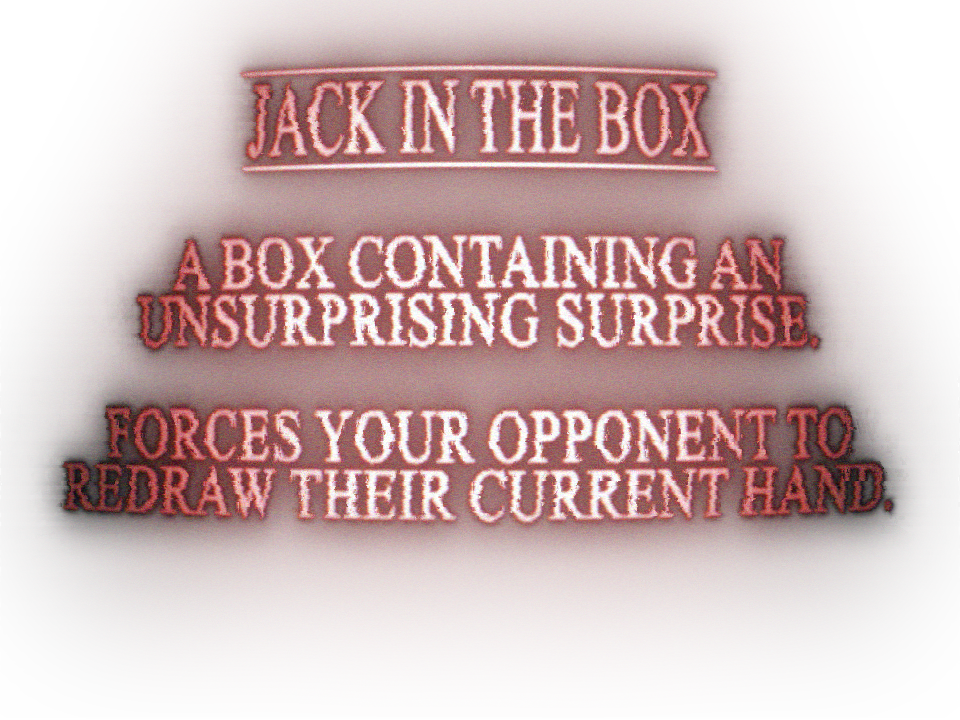 JACK IN THE BOX
A BOX CONTAINING AN
UNSURPRISING SURPRISE.
FORCES YOUR OPPONENT TO
REDRAW THEIR CURRENT HAND.